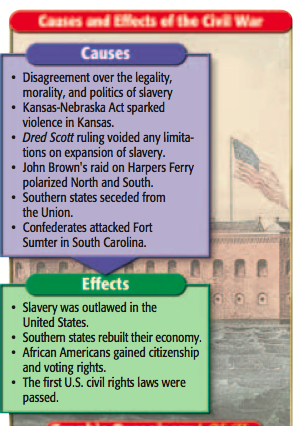 Causes and Effects of the Civil War
Causes
• Disagreement over the legality,
morality, and politics of slavery
• Kansas-Nebraska Act sparked
violence in Kansas.
• Dred Scott ruling voided any limita-
tions on expansion of slavery.
• John Brown's raid on Harpers Ferry
polarized North and South.
• Southern states seceded from
the Union.
• Confederates attacked Fort
Sumter in South Carolina.
Effects
• Slavery was outlawed in the
United States.
• Southern states rebuilt their economy.
• African Americans gained citizenship
and voting rights.
• The first U.S. civil rights laws were
passed.